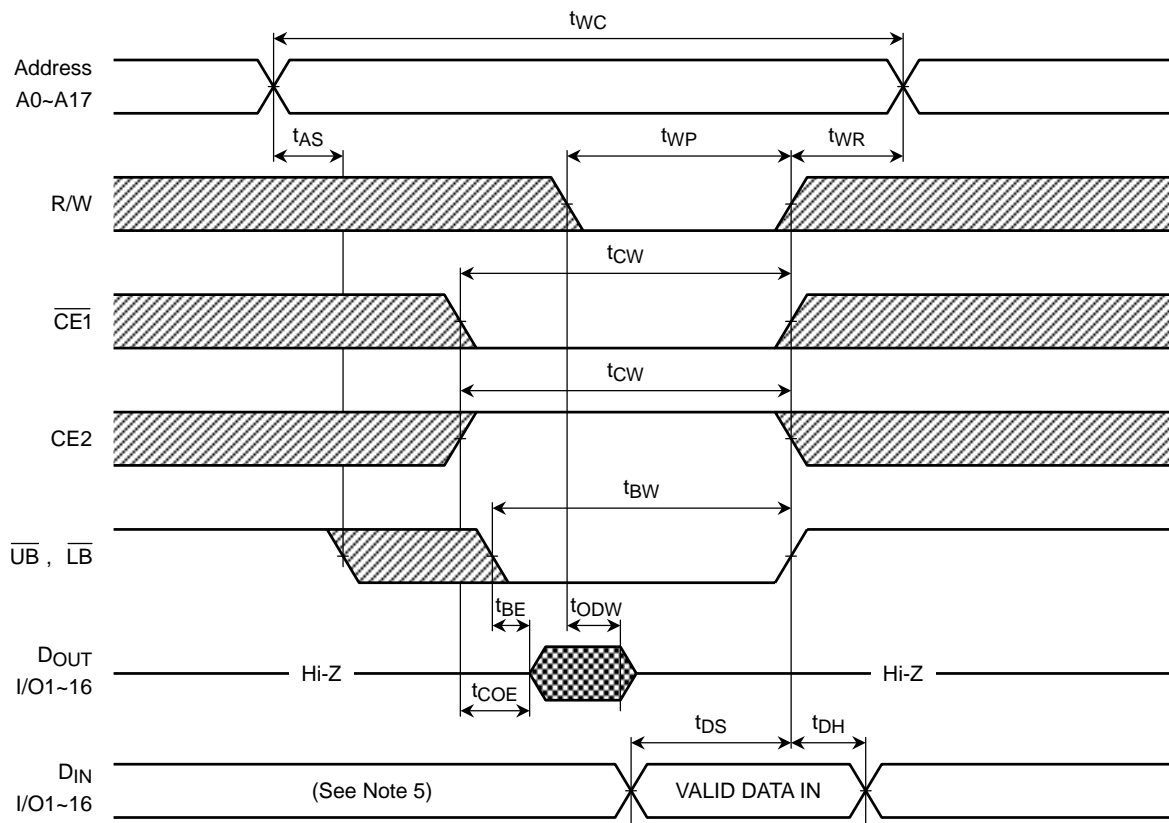 tWC
Address
A0~A17
tAS
tWP
tWR
R/W
tCW
CE1
tCW
CE2
tBW
UB , LB
tBE
tODW
DOUT
I/O1~16
Hi-Z
Hi-Z
tCOE
tDS
tDH
DIN
I/O1~16
(See Note 5)
VALID DATA IN